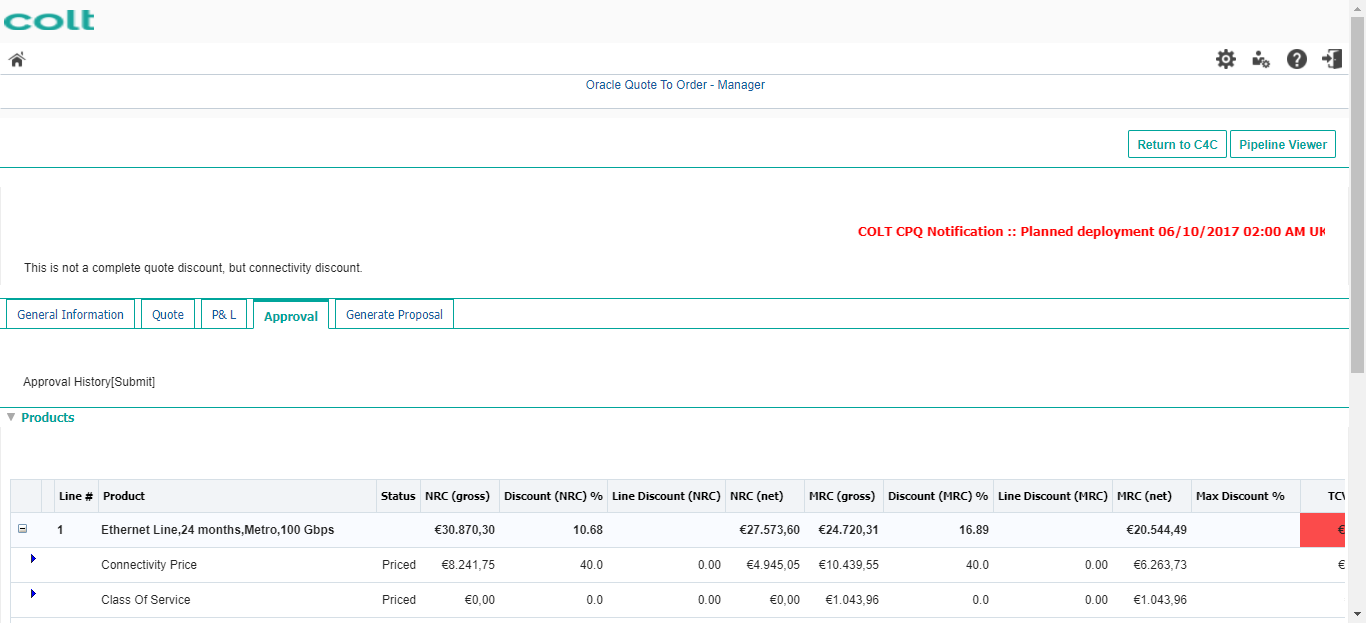 colt
Oracle Quote To Order - Manager
Return to C4C Pipeline Viewer
COLT CPQ Notification :: Planned deployment 06/10/2017 02:00 AM UK
This is not a complete quote discount, but connectivity discount.
General Information Quote P& L Approval Generate Proposal
Approval History[Submit]
Products
Line # Product Status NRC (gross) Discount (NRC) % Line Discount (NRC) NRC (net) MRC (gross) Discount (MRC) % Line Discount (MRC) MRC (net) Max Discount % TCV
1 Ethernet Line,24 months,Metro,100 Gbps €30.870,30 10.68 €27.573,60 €24.720,31 16.89 €20.544,49 €
Connectivity Price Priced €8.241,75 40.0 0.00 €4.945,05 €10.439,55 40.0 0.00 €6.263,73 €
Class Of Service Priced €0,00 0.0 0.00 €0,00 €1.043,96 0.0 0.00 €1.043,96